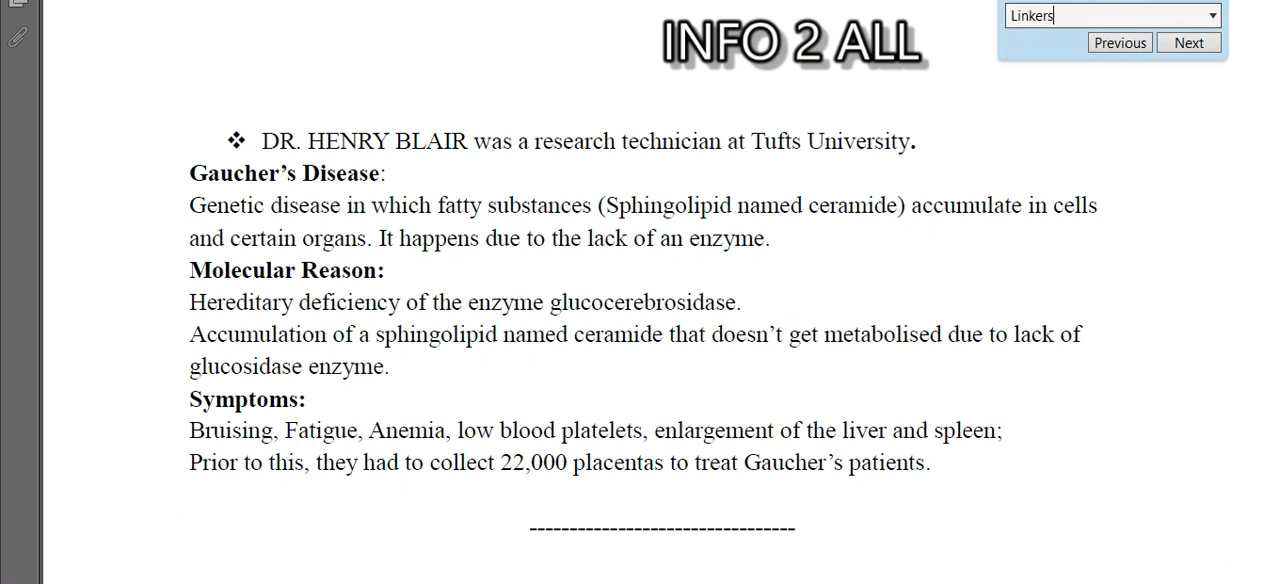 Linkers
Previous Next
INFO 2 ALL
❖ DR. HENRY BLAIR was a research technician at Tufts University.
Gaucher’s Disease:
Genetic disease in which fatty substances (Sphingolipid named ceramide) accumulate in cells
and certain organs. It happens due to the lack of an enzyme.
Molecular Reason:
Hereditary deficiency of the enzyme glucocerebrosidase.
Accumulation of a sphingolipid named ceramide that doesn’t get metabolised due to lack of
glucosidase enzyme.
Symptoms:
Bruising, Fatigue, Anemia, low blood platelets, enlargement of the liver and spleen;
Prior to this, they had to collect 22,000 placentas to treat Gaucher’s patients.
---------------------------------